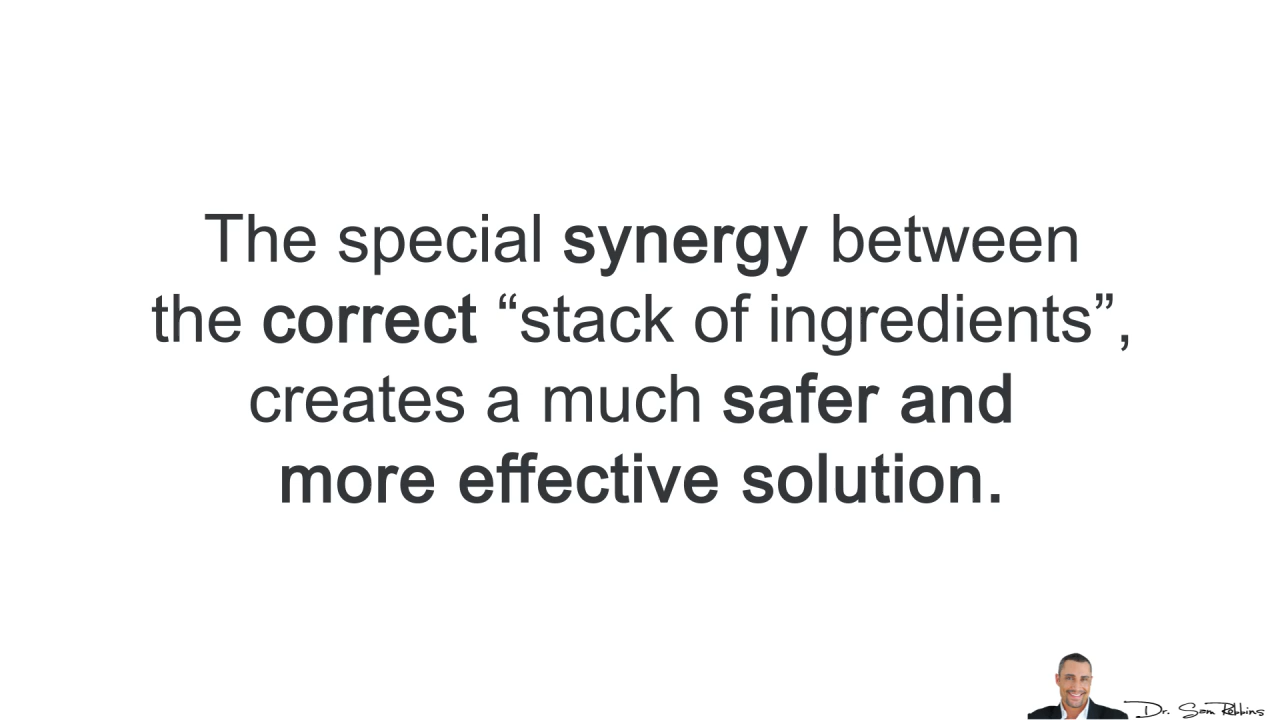 The special synergy between
the correct “stack of ingredients”,
creates a much safer and
more effective solution.
Dr. Sam Robbins